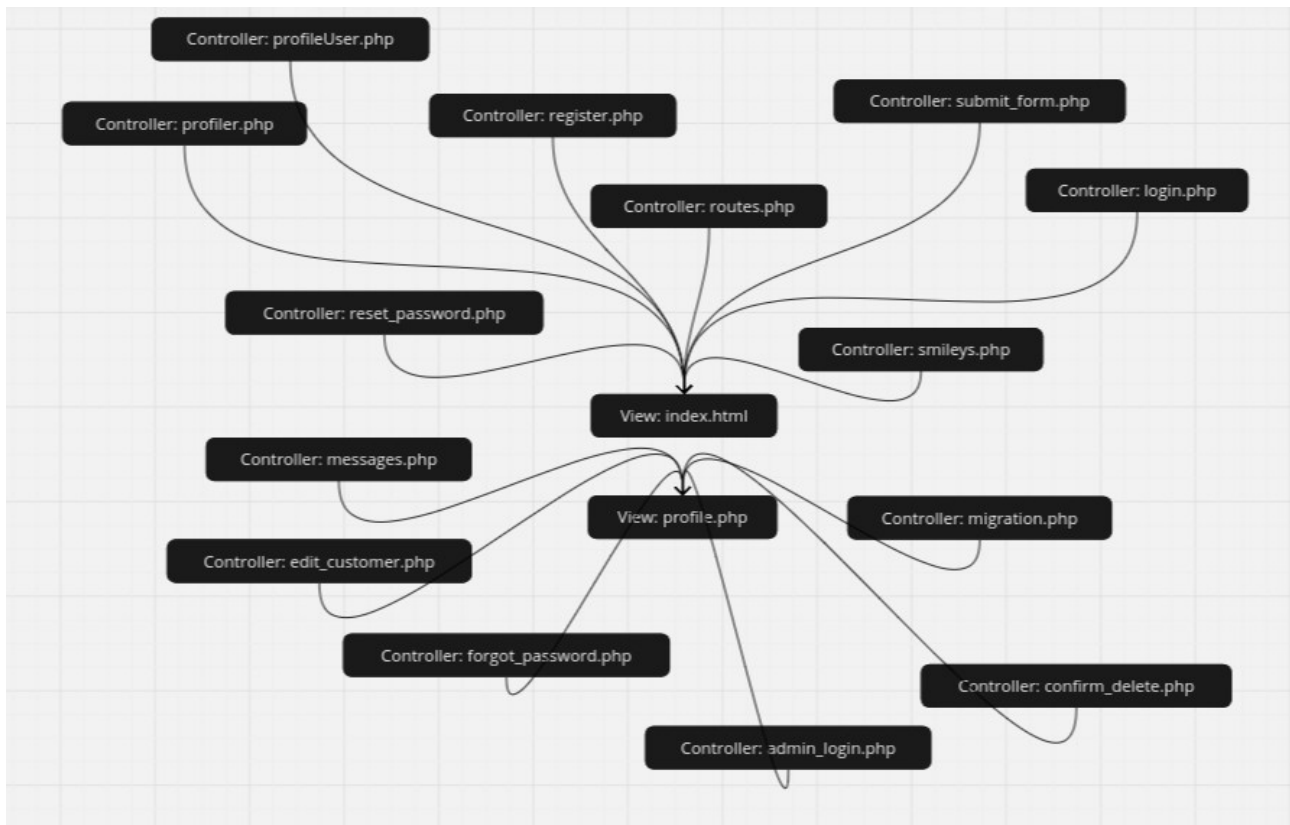 Controller: profileUser.php
Controller: profiler.php
Controller: register.php
Controller: submit_form.php
Controller: routes.php
Controller: login.php
Controller: reset_password.php
Controller: smileys.php
View: index.html
Controller: messages.php
View: profile.php
Controller: migration.php
Controller: edit_customer.php
Controller: forgot_password.php
Controller: confirm_delete.php
Controller: admin_login.php